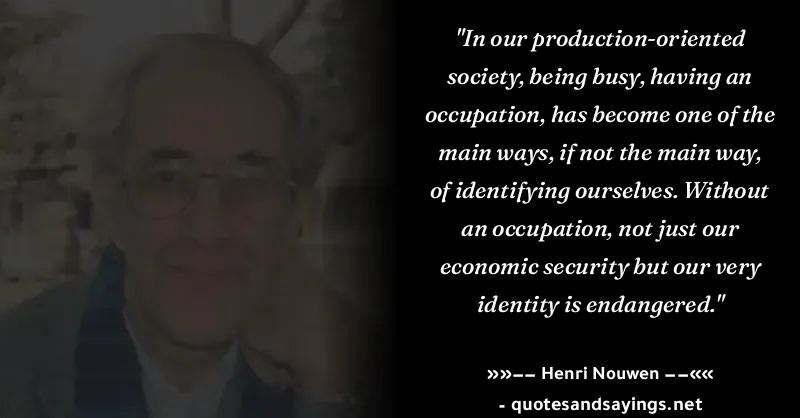 "In our production-oriented
society, being busy, having an
occupation, has become one of the
main ways, if not the main way,
of identifying ourselves. Without
an occupation, not just our
economic security but our very
identity is endangered."
»»−− Henri Nouwen −−««
- quotesandsayings.net